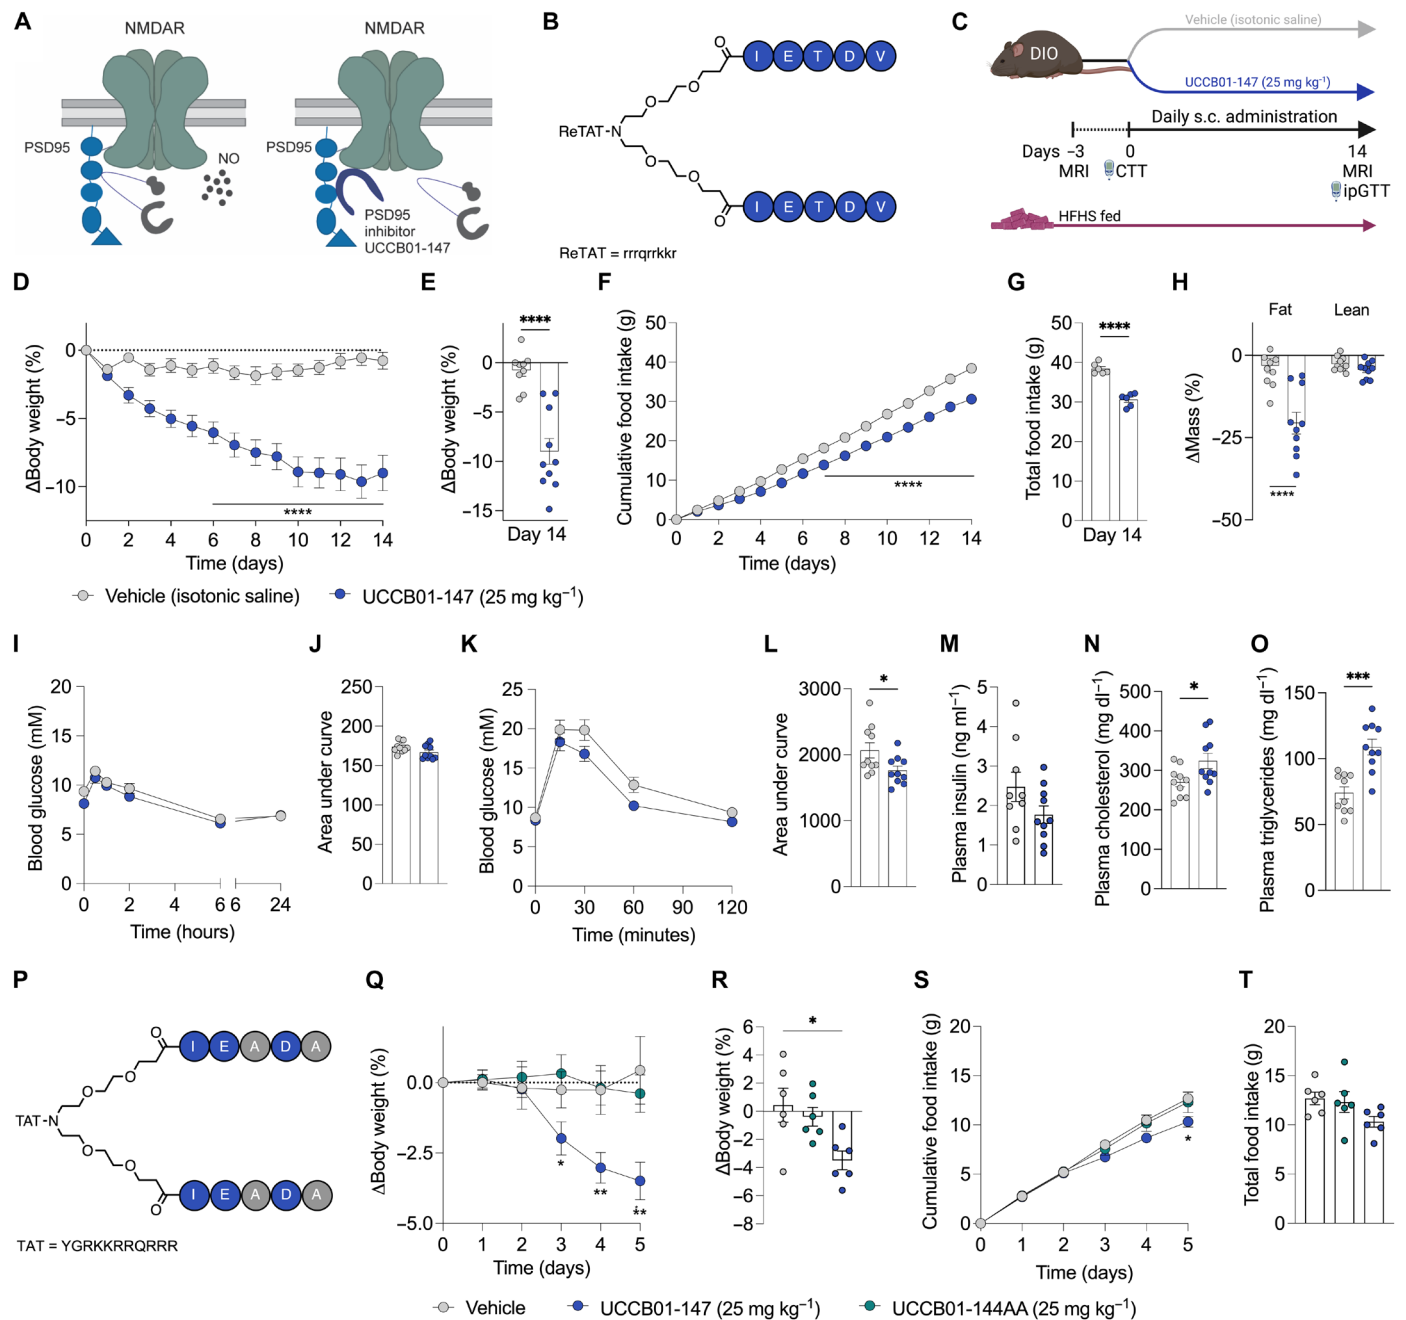 A
NMDAR
NMDAR
PSD95
NO
PSD95
PSD95
inhibitor
UCCB01-147
B
O
O
O
ReTAT-N
O
O
O
I E T D V
I E T D V
ReTAT = rrrqrrkkr
C
DIO
Vehicle (isotonic saline)
UCCB01-147 (25 mg kg⁻¹)
Daily s.c. administration
Days −3 0 14
MRI CTT MRI
ipGTT
HFHS fed
D
ΔBody weight (%)
0
−5
−10
****
0 2 4 6 8 10 12 14
Time (days)
E
ΔBody weight (%)
****
0
−5
−10
−15
Day 14
F
Cumulative food intake (g)
50
40
30
20
10
0
****
0 2 4 6 8 10 12 14
Time (days)
G
Total food intake (g)
****
50
40
30
20
10
0
Day 14
H
Fat Lean
ΔMass (%)
0
−25
−50
****
Vehicle (isotonic saline) UCCB01-147 (25 mg kg⁻¹)
I
Blood glucose (mM)
20
15
10
5
0
0 2 4 6 6 24
Time (hours)
J
Area under curve
250
200
150
100
50
0
K
Blood glucose (mM)
25
20
15
10
5
0
0 30 60 90 120
Time (minutes)
L
Area under curve
*
3000
2000
1000
0
M
Plasma insulin (ng ml⁻¹)
5
4
3
2
1
0
N
Plasma cholesterol (mg dl⁻¹)
*
500
400
300
200
100
0
O
Plasma triglycerides (mg dl⁻¹)
***
150
100
50
0
P
O
O
O
TAT-N
O
O
O
I E A D A
I E A D A
TAT = YGRKKRRQRRR
Q
ΔBody weight (%)
0.0
−2.5
−5.0
*
**
**
0 1 2 3 4 5
Time (days)
R
ΔBody weight (%)
*
6
4
2
0
−2
−4
−6
−8
S
Cumulative food intake (g)
20
15
10
5
0
*
0 1 2 3 4 5
Time (days)
T
Total food intake (g)
20
15
10
5
0
Vehicle UCCB01-147 (25 mg kg⁻¹) UCCB01-144AA (25 mg kg⁻¹)